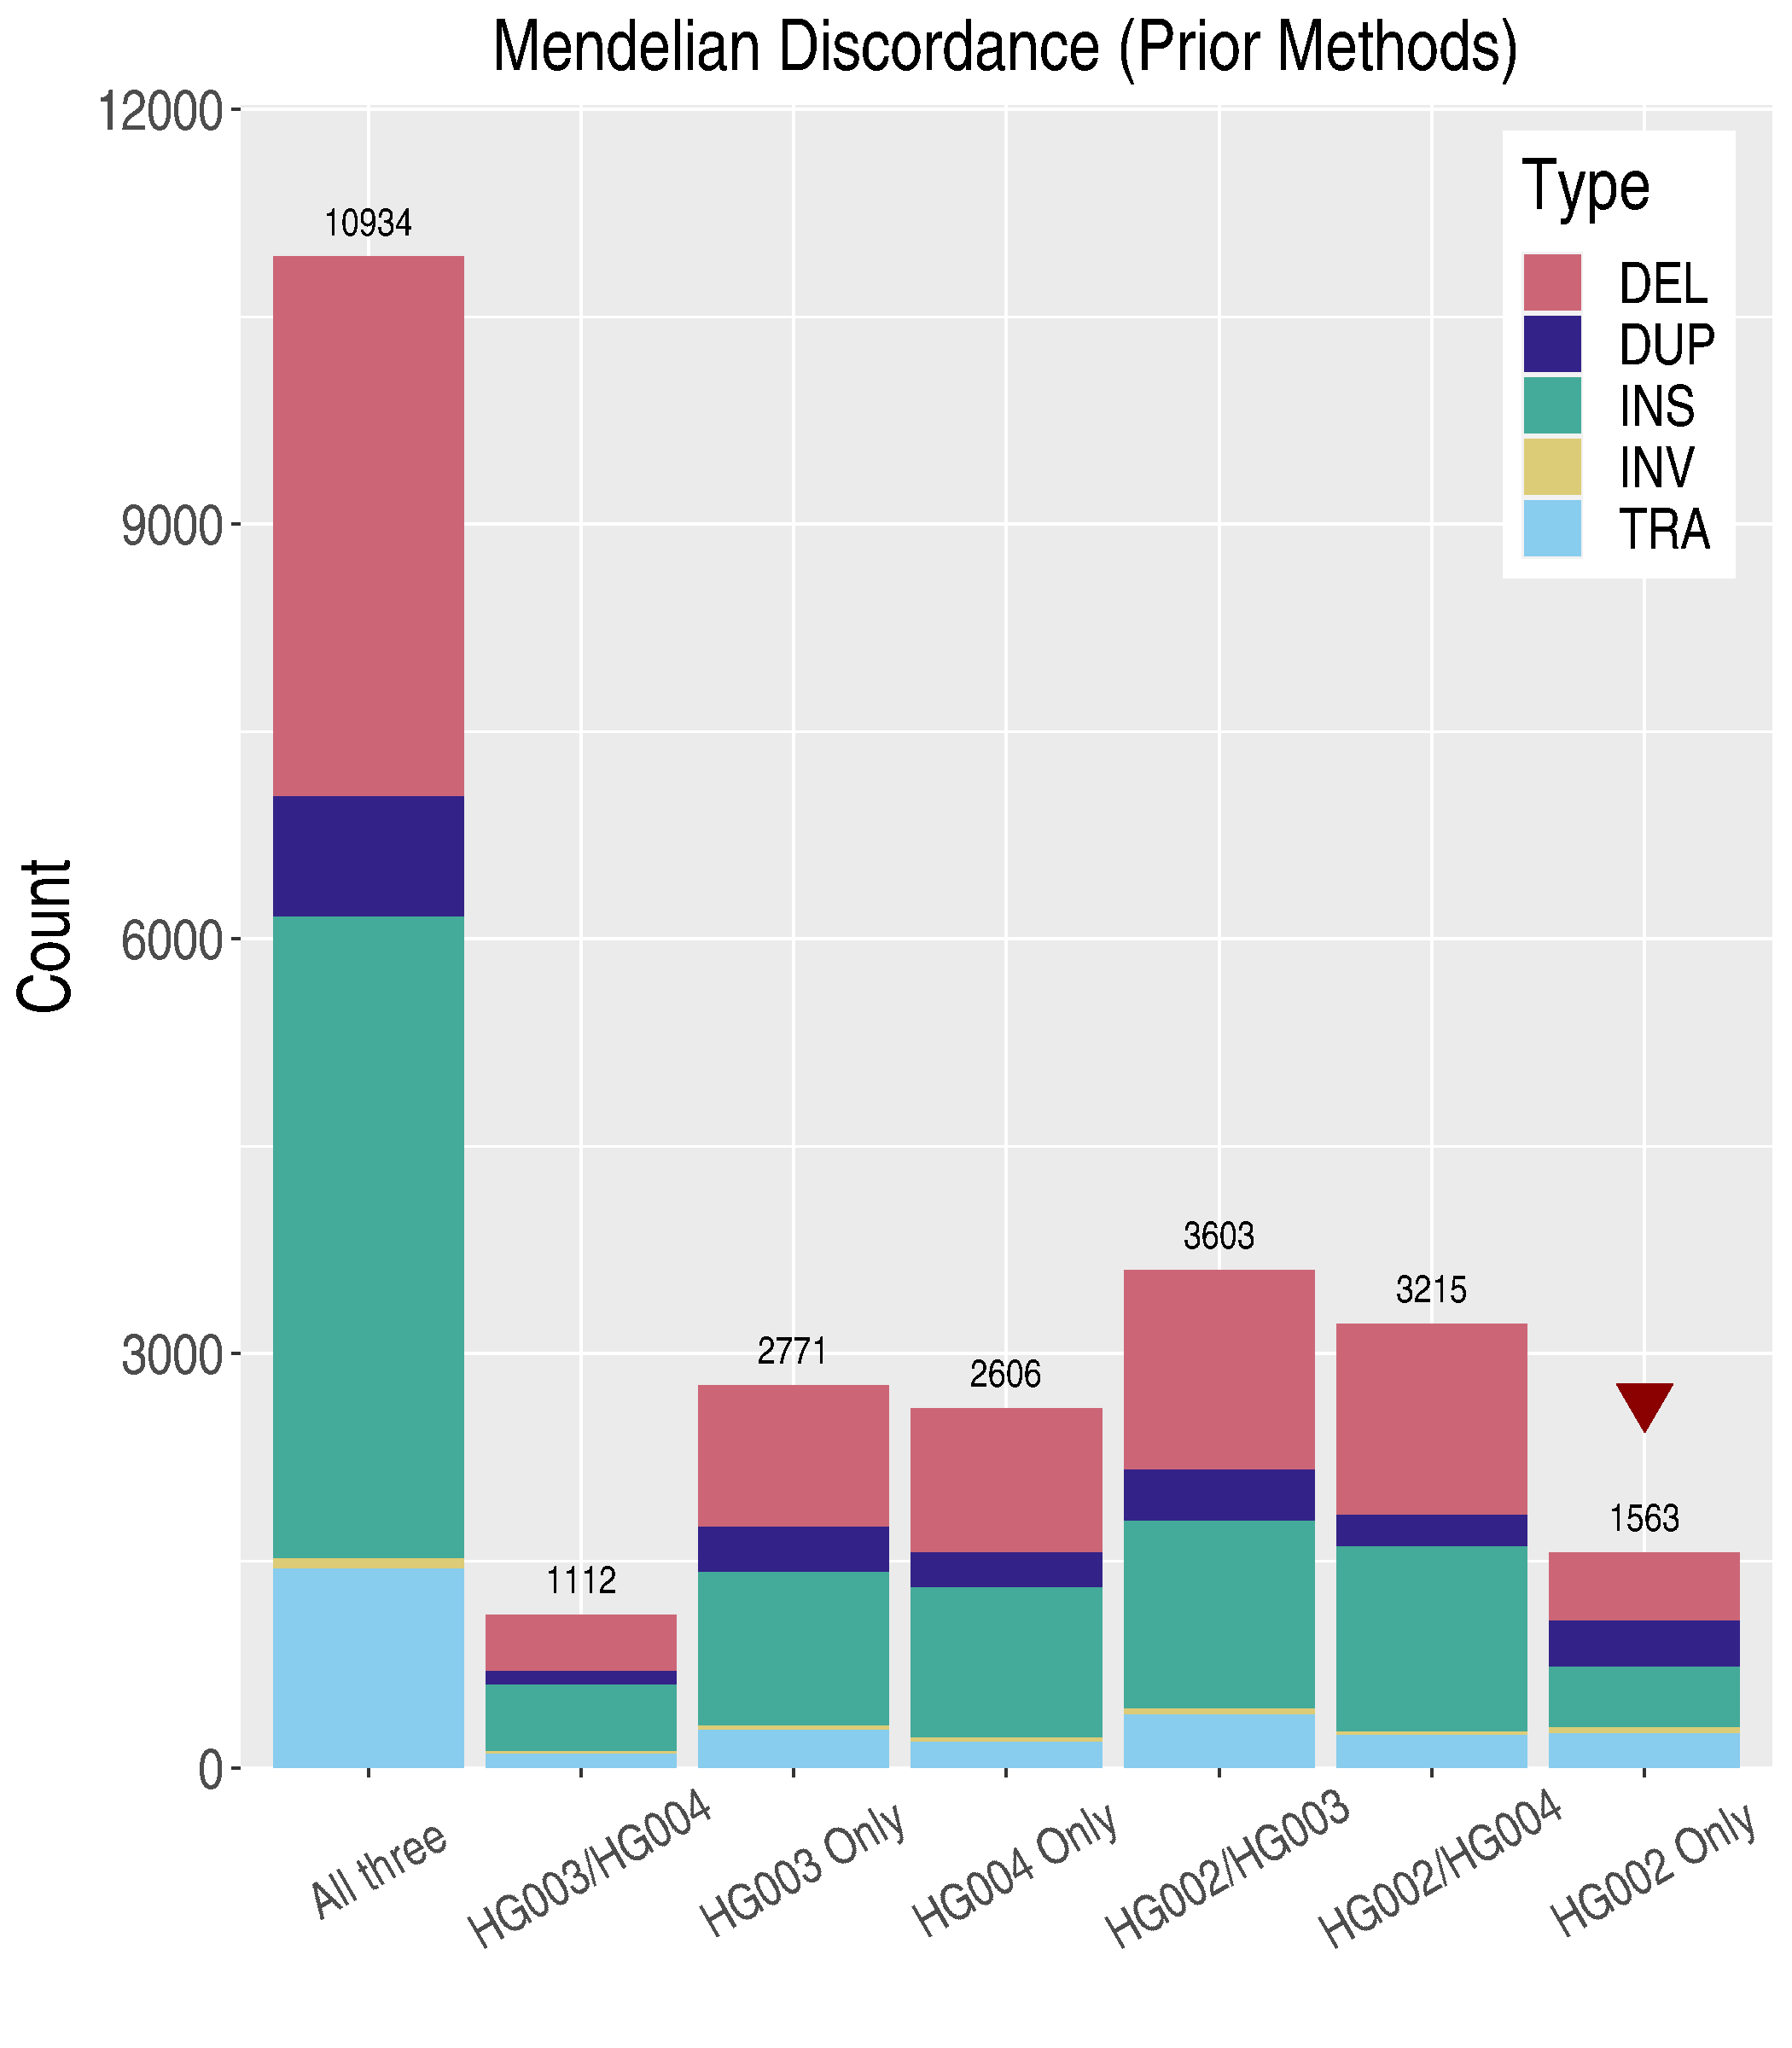 Mendelian Discordance (Prior Methods)
12000
9000
6000
3000
0
Count
10934
1112
2771
2606
3603
3215
1563
Type
DEL
DUP
INS
INV
TRA
All three
HG003/HG004
HG003 Only
HG004 Only
HG002/HG003
HG002/HG004
HG002 Only